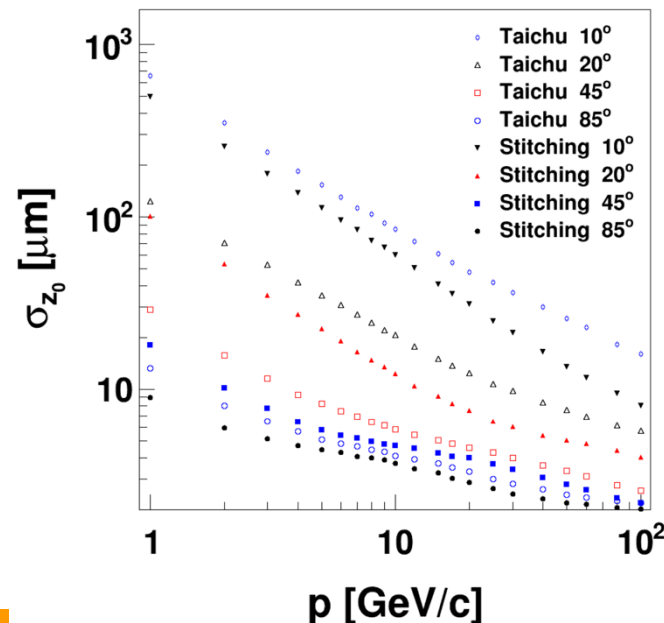 10³
10²
10
σz₀ [μm]
Taichu 10°
Taichu 20°
Taichu 45°
Taichu 85°
Stitching 10°
Stitching 20°
Stitching 45°
Stitching 85°
1 10 10²
p [GeV/c]